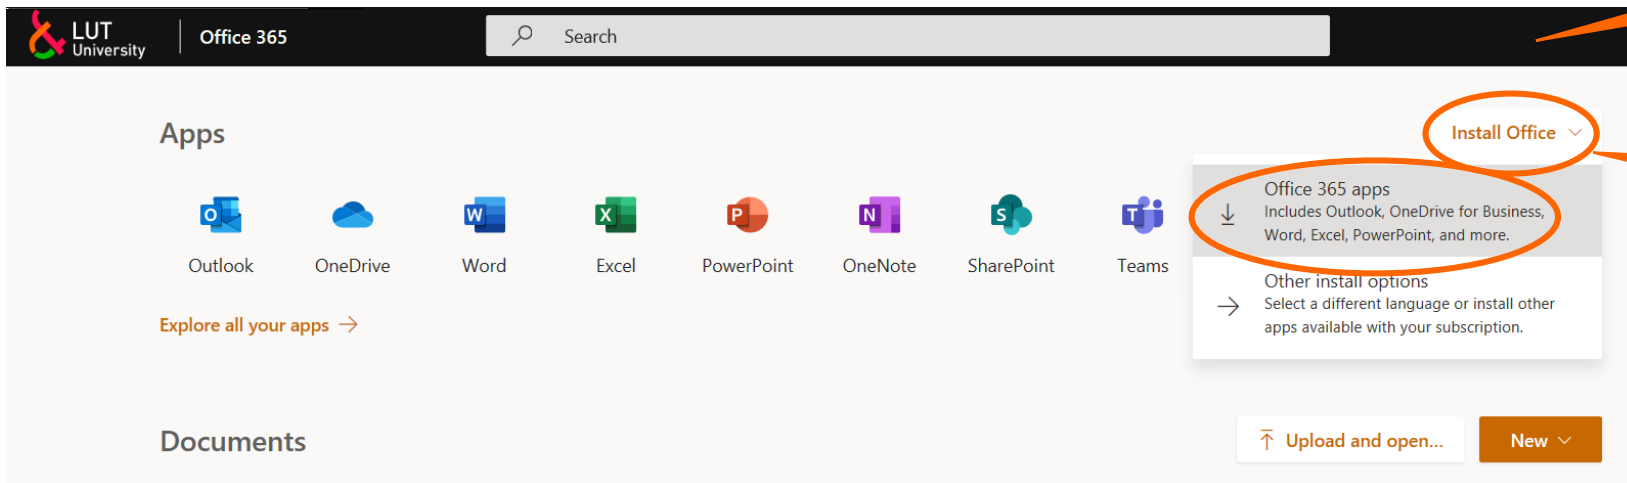 LUT
University
Office 365
Search
Apps
Install Office
Office 365 apps
Includes Outlook, OneDrive for Business,
Word, Excel, PowerPoint, and more.
Outlook
OneDrive
Word
Excel
PowerPoint
OneNote
SharePoint
Teams
Other install options
Select a different language or install other
apps available with your subscription.
Explore all your apps
Documents
Upload and open...
New